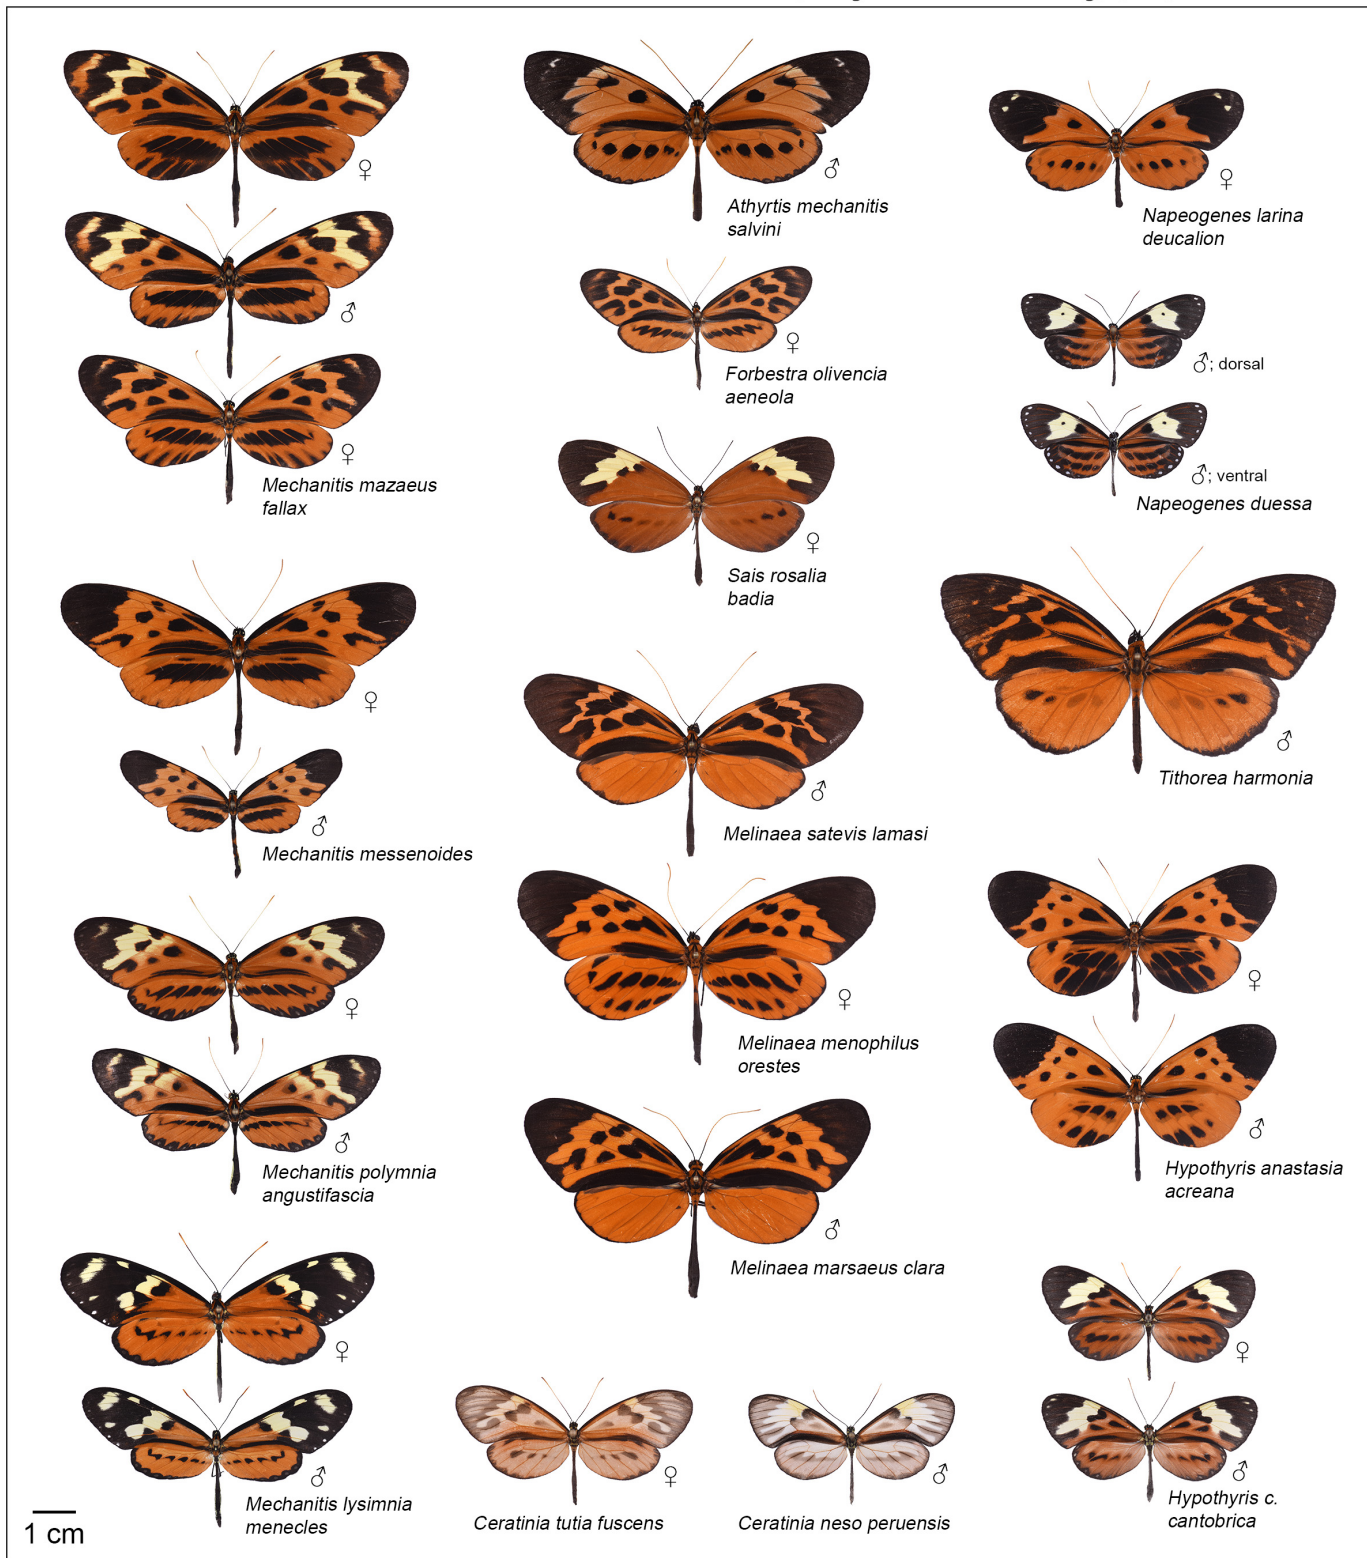 ♀
♂
♀
Mechanitis mazaeus
fallax
♂
Athyrtis mechanitis
salvini
♀
Napeogenes larina
deucalion
♀
Forbestra olivencia
aeneola
♂; dorsal
♂; ventral
Napeogenes duessa
♀
Sais rosalia
badia
♀
♂
Mechanitis messenoides
♂
Melinaea satevis lamasi
♂
Tithorea harmonia
♀
♂
Mechanitis polymnia
angustifascia
♀
Melinaea menophilus
orestes
♀
♂
Hypothyris anastasia
acreana
♂
Melinaea marsaeus clara
♀
♂
Mechanitis lysimnia
menecles
♀
Ceratinia tutia fuscens
♂
Ceratinia neso peruensis
♀
♂
Hypothyris c.
cantobrica
1 cm